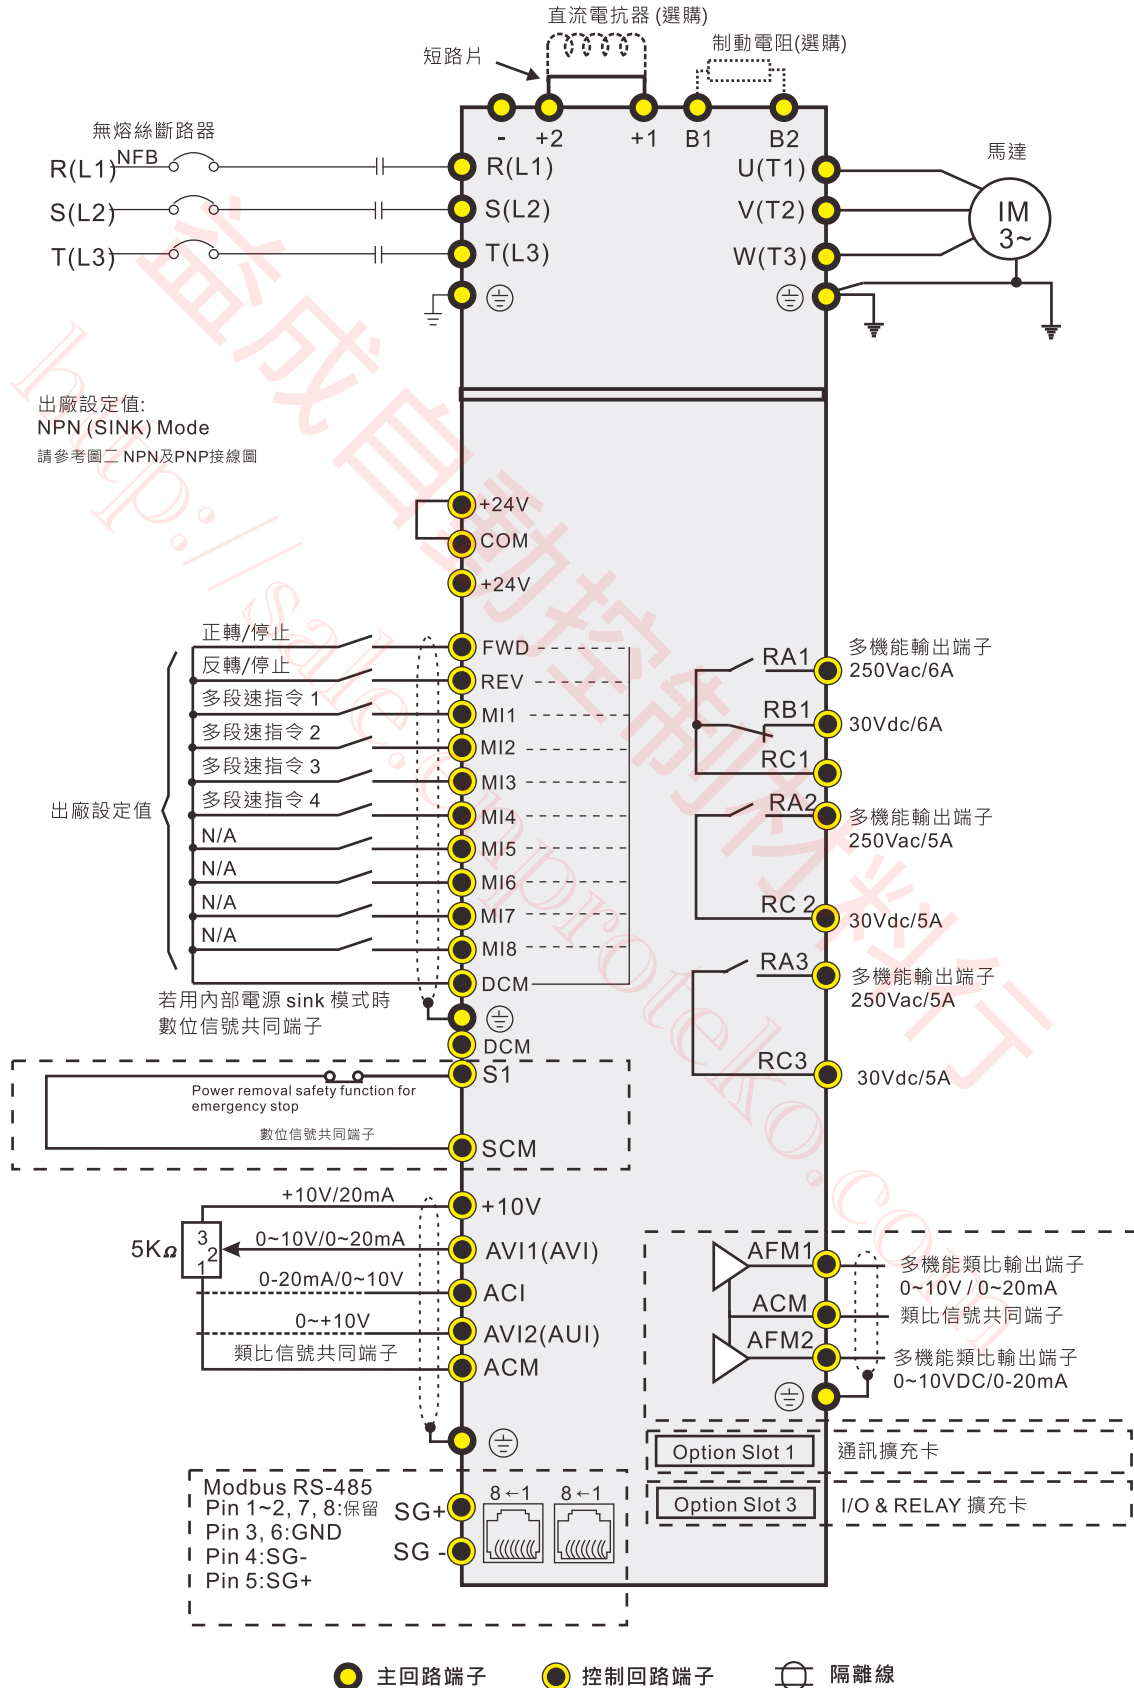 直流電抗器 (選購)
制動電阻(選購)
短路片
- +2 +1 B1 B2
無熔絲斷路器
NFB
馬達
R(L1) R(L1) U(T1)
S(L2) S(L2) V(T2)
T(L3) T(L3) W(T3)
IM
3~
出廠設定值:
NPN (SINK) Mode
請參考圖二 NPN及PNP接線圖
+24V
COM
+24V
正轉/停止 FWD
反轉/停止 REV
多段速指令 1 MI1
多段速指令 2 MI2
多段速指令 3 MI3
多段速指令 4 MI4
N/A MI5
N/A MI6
N/A MI7
N/A MI8
出廠設定值
DCM
若用內部電源 sink 模式時
數位信號共同端子
DCM
RA1 多機能輸出端子
250Vac/6A
RB1 30Vdc/6A
RC1
RA2 多機能輸出端子
250Vac/5A
RC 2 30Vdc/5A
RA3 多機能輸出端子
250Vac/5A
RC3 30Vdc/5A
S1
Power removal safety function for
emergency stop
數位信號共同端子
SCM
+10V/20mA +10V
5KΩ
3
2
1
0~10V/0~20mA AVI1(AVI)
0-20mA/0~10V ACI
0~+10V AVI2(AUI)
類比信號共同端子 ACM
AFM1 多機能類比輸出端子
0~10V / 0~20mA
ACM 類比信號共同端子
AFM2 多機能類比輸出端子
0~10VDC/0-20mA
Option Slot 1 通訊擴充卡
Option Slot 3 I/O & RELAY 擴充卡
Modbus RS-485
Pin 1~2, 7, 8:保留
Pin 3, 6:GND
Pin 4:SG-
Pin 5:SG+
SG+
SG -
8←1 8←1
主回路端子 控制回路端子 隔離線
益成自動控制材料行
http://sale.enproteko.com